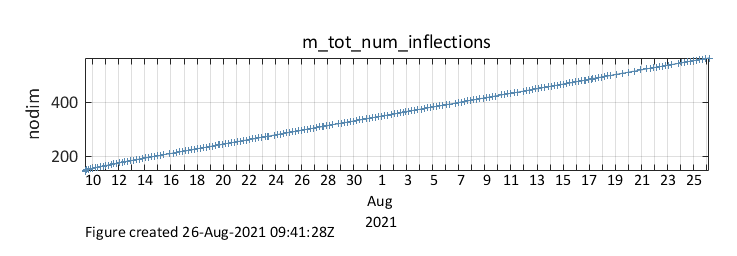 m_tot_num_inflections
nodim
400
200
10 12 14 16 18 20 22 24 26 28 30 1 3 5 7 9 11 13 15 17 19 21 23 25
Aug
2021
Figure created 26-Aug-2021 09:41:28Z